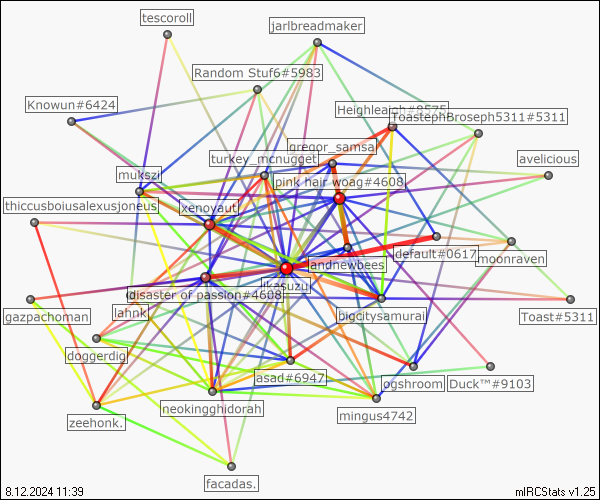 tescoroll
jarlbreadmaker
Random Stuf6#5983
Knowun#6424
Heighleaigh#8575
ToastephBroseph5311#5311
gregor_samsa
turkey_mcnugget
avelicious
mukszi
pink hair woag#4608
thiccusboiusalexusjoneus
xenoyaut
default#0617
moonraven
andnewbees
ikasuzu
disaster of passion#4608
gazpachoman
lahnk
bigcitysamurai
Toast#5311
doggerdig
asad#6947
ogshroom
Duck™#9103
neokingghidorah
mingus4742
zeehonk.
facadas.
8.12.2024 11:39
mIRCStats v1.25